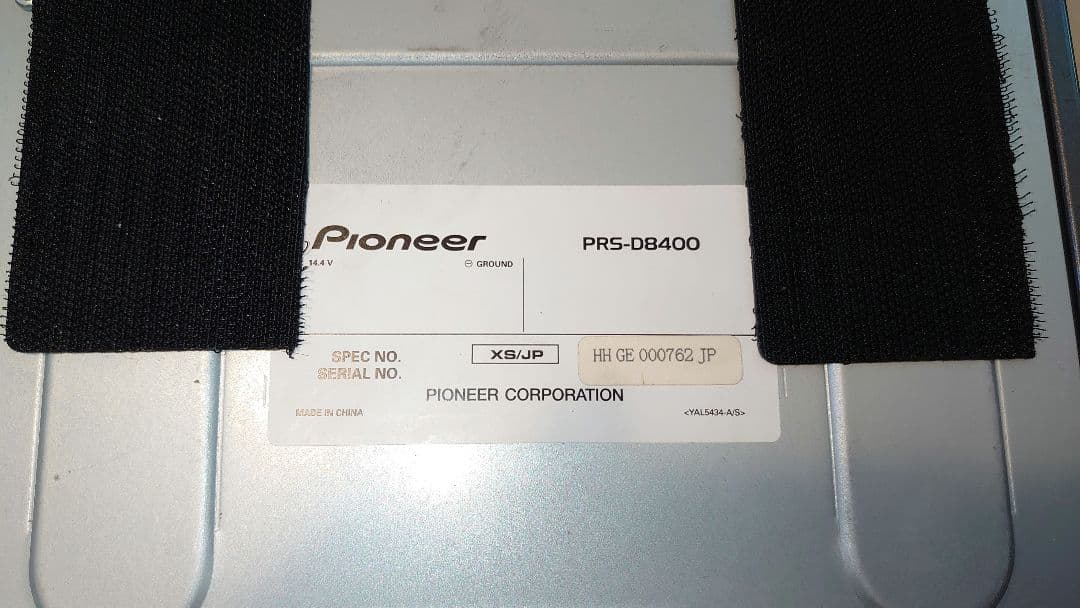 Pioneer PRS-D8400
14.4 V ⊖ GROUND
SPEC NO. XS/JP HH GE 000762 JP
SERIAL NO.
PIONEER CORPORATION
MADE IN CHINA <YAL5434-A/S>